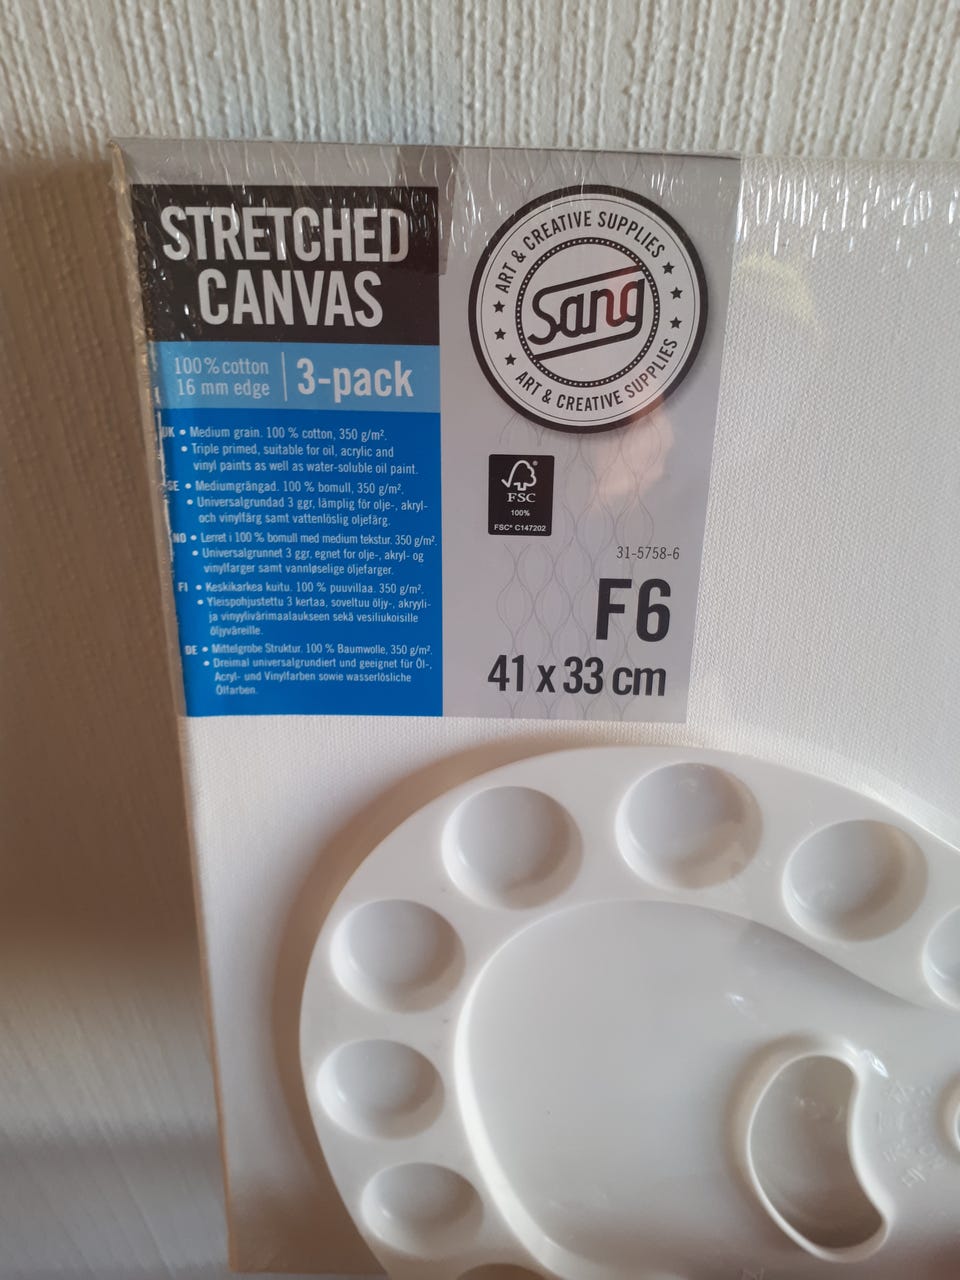 STRETCHED
CANVAS
100 % cotton
16 mm edge
3-pack
UK • Medium grain. 100 % cotton, 350 g/m².
• Triple primed, suitable for oil, acrylic and
vinyl paints as well as water-soluble oil paint.
SE • Mediumgrängad. 100 % bomull, 350 g/m².
• Universalgrundad 3 ggr, lämplig för olje-, akryl-
och vinylfärg samt vattenlöslig oljefärg.
NO • Lerret i 100 % bomull med medium tekstur. 350 g/m².
• Universalgrunnet 3 ggr, egnet for olje-, akryl- og
vinylfarger samt vannløselige öljefarger.
FI • Keskikarkea kuitu. 100 % puuvillaa. 350 g/m².
• Yleispohjustettu 3 kertaa, soveltuu öljy-, akryyli-
ja vinyylivärimaalaukseen sekä vesiliukoisille
öljyväreille.
DE • Mittelgrobe Struktur. 100 % Baumwolle, 350 g/m².
• Dreimal universalgrundiert und geeignet für Öl-,
Acryl- und Vinylfarben sowie wasserlösliche
Ölfarben.
ART & CREATIVE SUPPLIES
Sang
ART & CREATIVE SUPPLIES
FSC
100%
FSC® C147202
31-5758-6
F6
41 x 33 cm